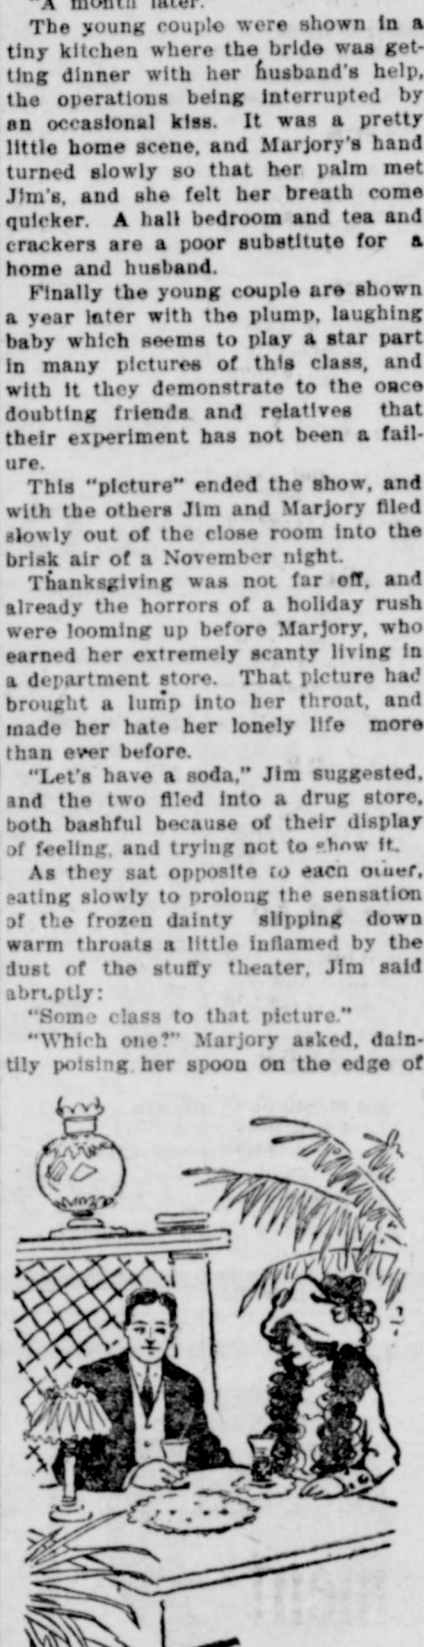 "A month later."
The young couple were shown in a
tiny kitchen where the bride was get-
ting dinner with her husband's help,
the operations being interrupted by
an occasional kiss. It was a pretty
little home scene, and Marjory's hand
turned slowly so that her palm met
Jim's, and she felt her breath come
quicker. A hall bedroom and tea and
crackers are a poor substitute for a
home and husband.
Finally the young couple are shown
a year later with the plump, laughing
baby which seems to play a star part
in many pictures of this class, and
with it they demonstrate to the once
doubting friends and relatives that
their experiment has not been a fail-
ure.
This "picture" ended the show, and
with the others Jim and Marjory filed
slowly out of the close room into the
brisk air of a November night.
Thanksgiving was not far off, and
already the horrors of a holiday rush
were looming up before Marjory, who
earned her extremely scanty living in
a department store. That picture had
brought a lump into her throat, and
made her hate her lonely life more
than ever before.
"Let's have a soda," Jim suggested,
and the two filed into a drug store,
both bashful because of their display
of feeling, and trying not to show it.
As they sat opposite to each other,
eating slowly to prolong the sensation
of the frozen dainty slipping down
warm throats a little inflamed by the
dust of the stuffy theater, Jim said
abruptly:
"Some class to that picture."
"Which one?" Marjory asked, dain-
tily poising her spoon on the edge of